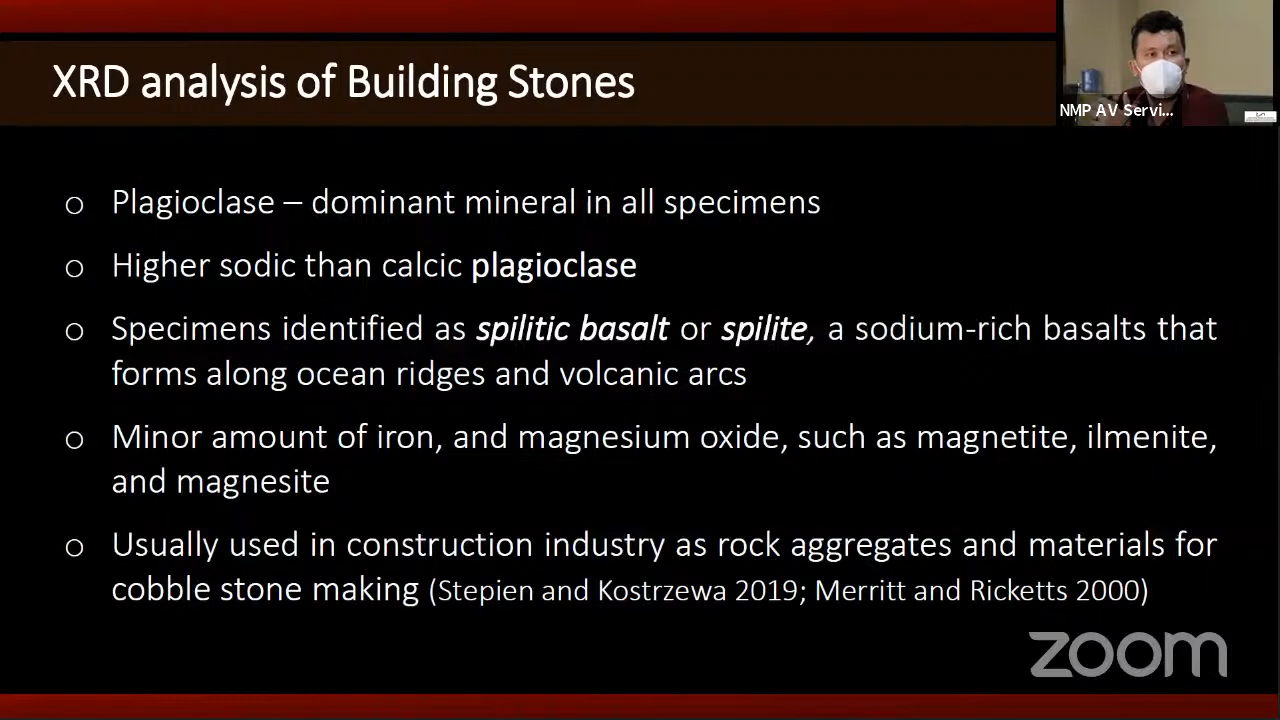 XRD analysis of Building Stones
NMP AV Servi...
o Plagioclase – dominant mineral in all specimens
o Higher sodic than calcic plagioclase
o Specimens identified as spilitic basalt or spilite, a sodium-rich basalts that
forms along ocean ridges and volcanic arcs
o Minor amount of iron, and magnesium oxide, such as magnetite, ilmenite,
and magnesite
o Usually used in construction industry as rock aggregates and materials for
cobble stone making (Stepien and Kostrzewa 2019; Merritt and Ricketts 2000)
zoom